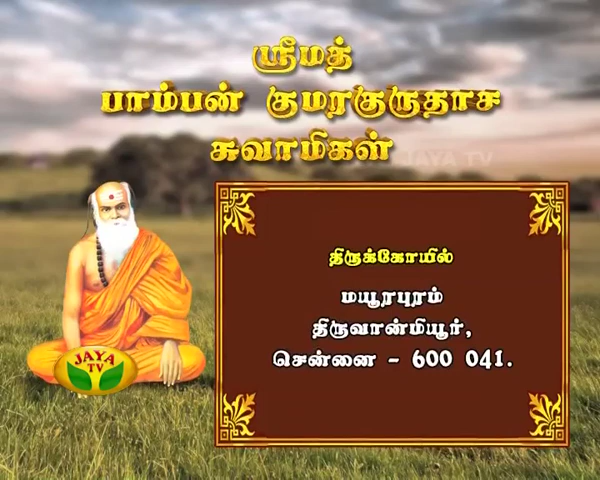 ஸ்ரீமத்
பாம்பன் குமரகுருதாச
சுவாமிகள்
JAYA TV
திருக்கோயில்
மயூரபுரம்
திருவான்மியூர்,
சென்னை - 600 041.
JAYA
TV